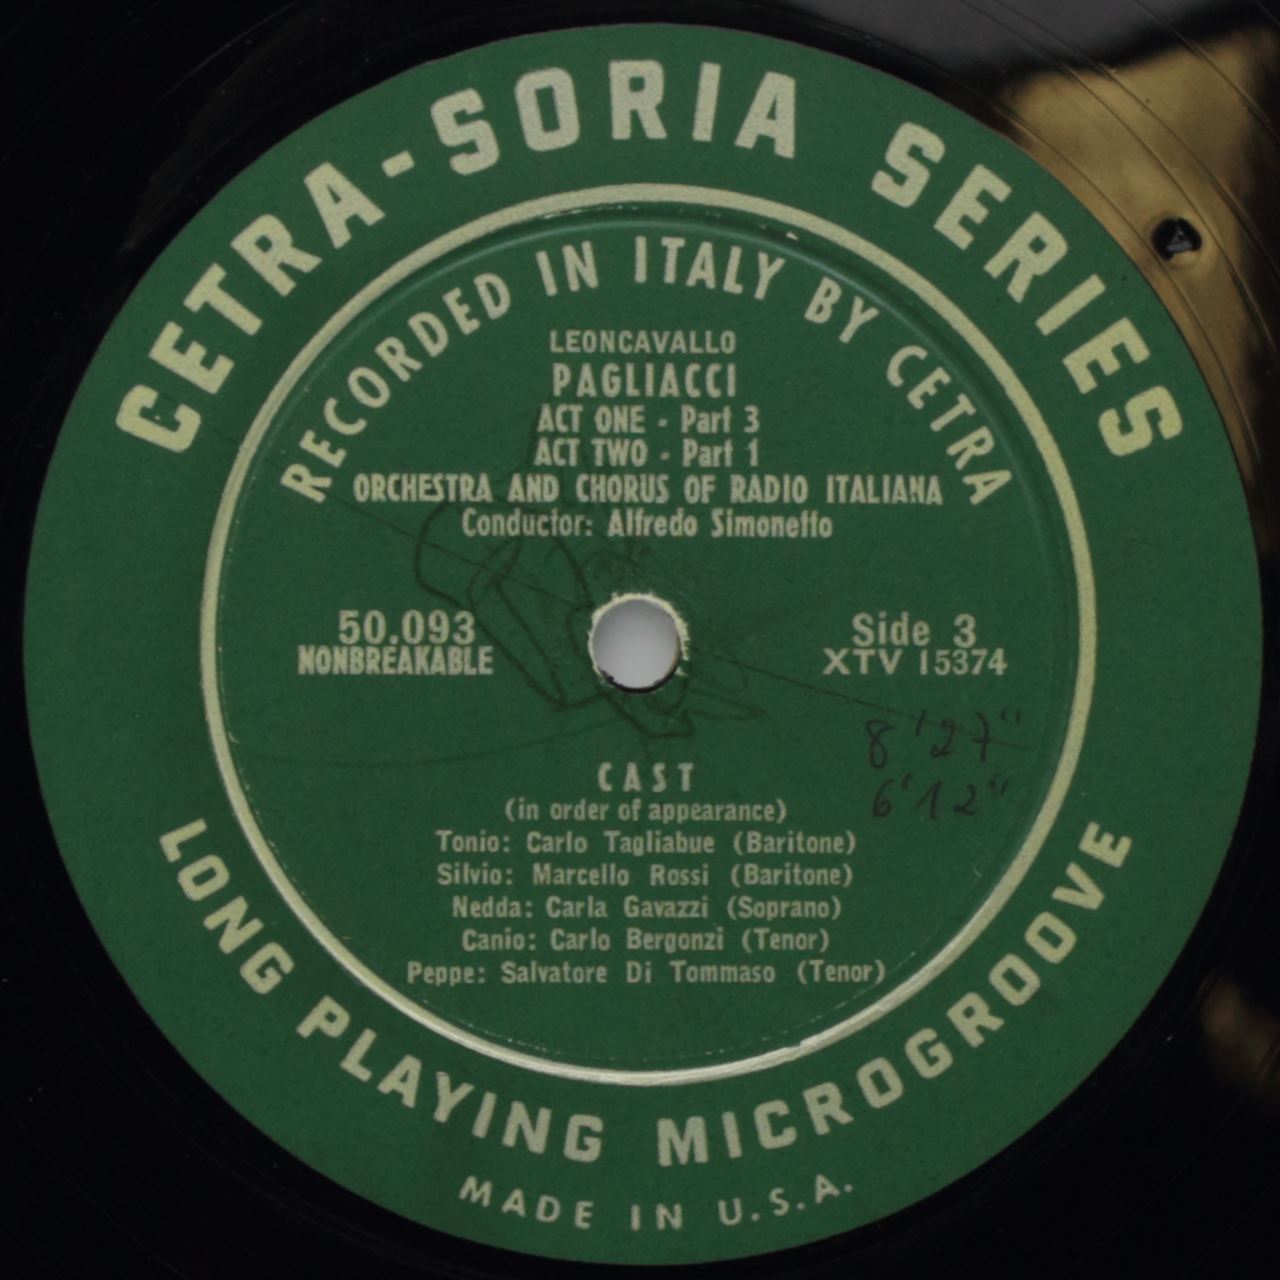 CETRA-SORIA SERIES
RECORDED IN ITALY BY CETRA
LEONCAVALLO
PAGLIACCI
ACT ONE - Part 3
ACT TWO - Part 1
ORCHESTRA AND CHORUS OF RADIO ITALIANA
Conductor: Alfredo Simonetto
50.093
NONBREAKABLE
Side 3
XTV 15374
8'27"
6'12"
CAST
(in order of appearance)
Tonio: Carlo Tagliabue (Baritone)
Silvio: Marcello Rossi (Baritone)
Nedda: Carla Gavazzi (Soprano)
Canio: Carlo Bergonzi (Tenor)
Peppe: Salvatore Di Tommaso (Tenor)
LONG PLAYING MICROGROOVE
MADE IN U.S.A.